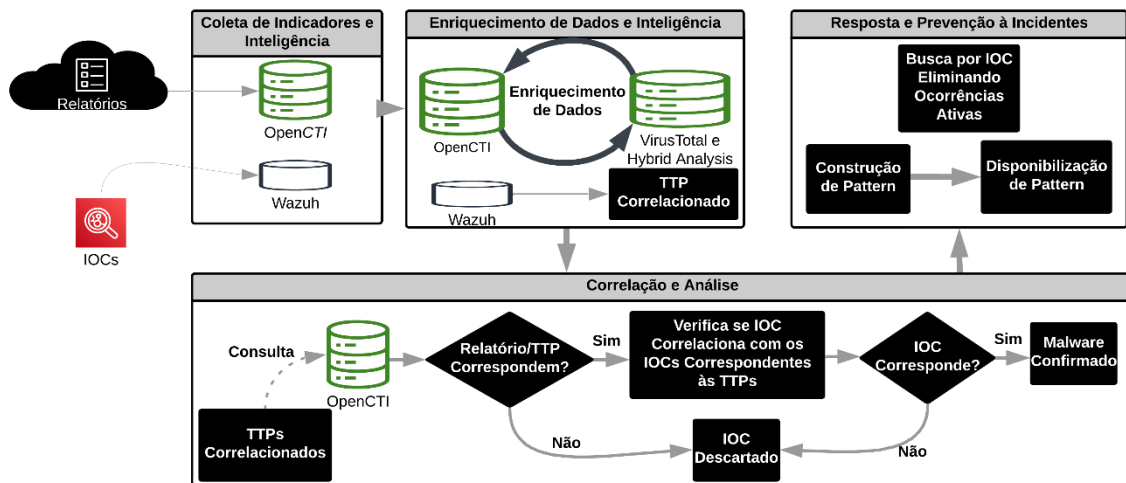 Relatórios
IOCs
Coleta de Indicadores e
Inteligência
OpenCTI
Wazuh
Enriquecimento de Dados e Inteligência
Enriquecimento
de Dados
OpenCTI
VirusTotal e
Hybrid Analysis
Wazuh
TTP
Correlacionado
Resposta e Prevenção à Incidentes
Busca por IOC
Eliminando
Ocorrências
Ativas
Construção
de Pattern
Disponibilização
de Pattern
Correlação e Análise
Consulta
OpenCTI
TTPs
Correlacionados
Relatório/TTP
Correspondem?
Sim
Verifica se IOC
Correlaciona com os
IOCs Correspondentes
às TTPs
IOC
Corresponde?
Sim
Malware
Confirmado
Não
IOC
Descartado
Não